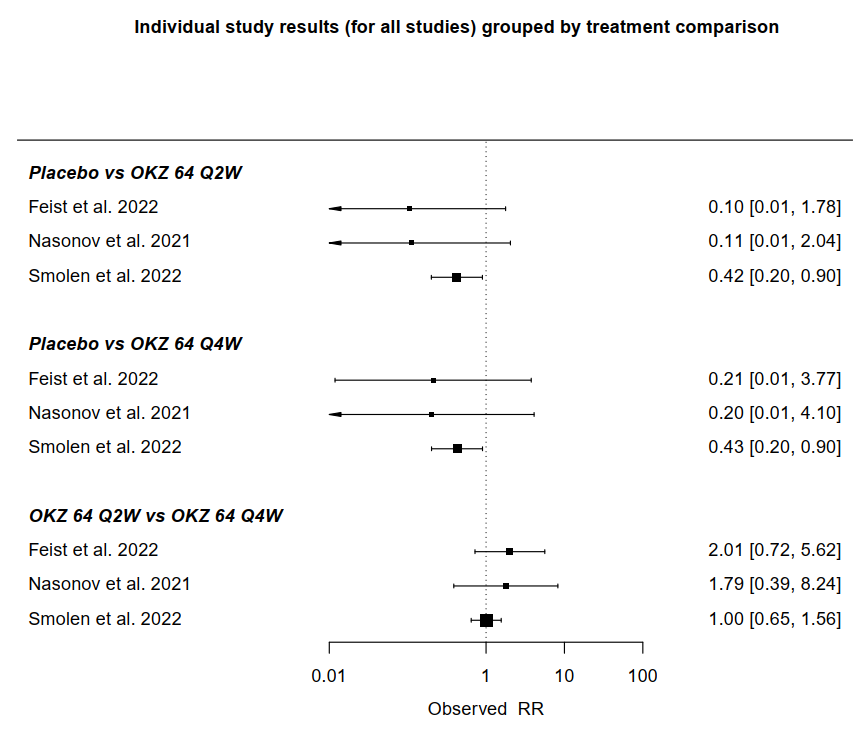 Individual study results (for all studies) grouped by treatment comparison
Placebo vs OKZ 64 Q2W
Feist et al. 2022 0.10 [0.01, 1.78]
Nasonov et al. 2021 0.11 [0.01, 2.04]
Smolen et al. 2022 0.42 [0.20, 0.90]
Placebo vs OKZ 64 Q4W
Feist et al. 2022 0.21 [0.01, 3.77]
Nasonov et al. 2021 0.20 [0.01, 4.10]
Smolen et al. 2022 0.43 [0.20, 0.90]
OKZ 64 Q2W vs OKZ 64 Q4W
Feist et al. 2022 2.01 [0.72, 5.62]
Nasonov et al. 2021 1.79 [0.39, 8.24]
Smolen et al. 2022 1.00 [0.65, 1.56]
0.01 1 10 100
Observed RR